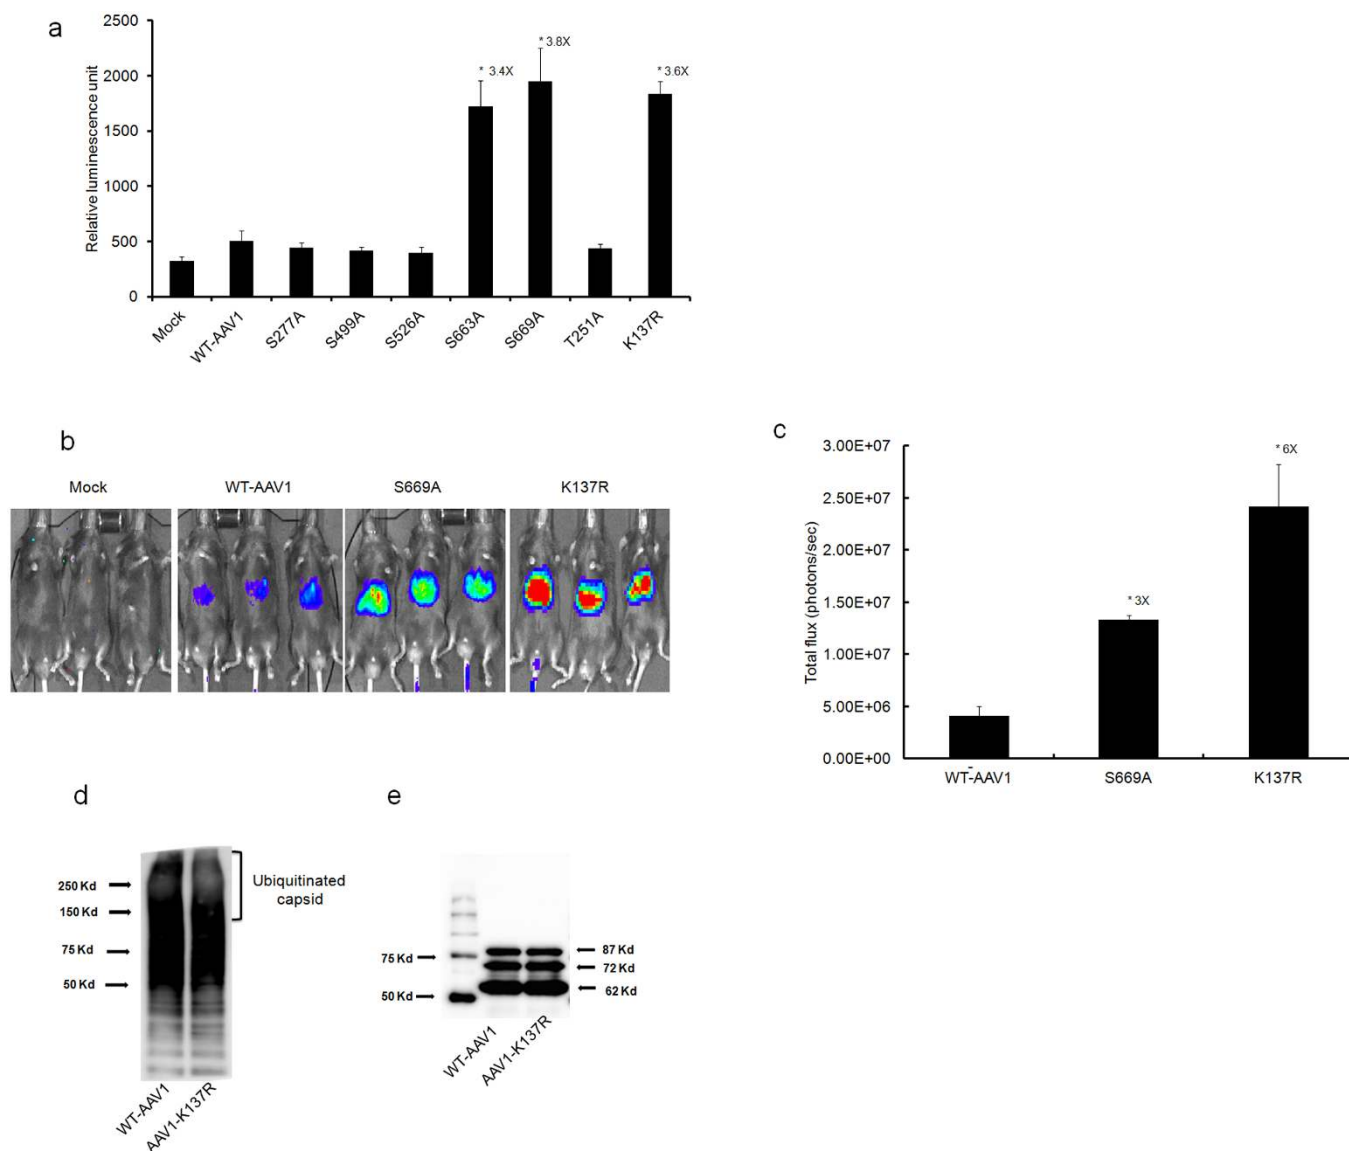 a
2500
2000
1500
1000
500
0
Relative luminescence unit
* 3.4X
* 3.8X
* 3.6X
Mock
WT-AAV1
S277A
S499A
S526A
S663A
S669A
T251A
K137R
b
Mock
WT-AAV1
S669A
K137R
c
3.00E+07
2.50E+07
2.00E+07
1.50E+07
1.00E+07
5.00E+06
0.00E+00
Total flux (photons/sec)
* 3X
* 6X
WT-AAV1
S669A
K137R
d
250 Kd
150 Kd
75 Kd
50 Kd
Ubiquitinated
capsid
WT-AAV1
AAV1-K137R
e
75 Kd
50 Kd
87 Kd
72 Kd
62 Kd
WT-AAV1
AAV1-K137R